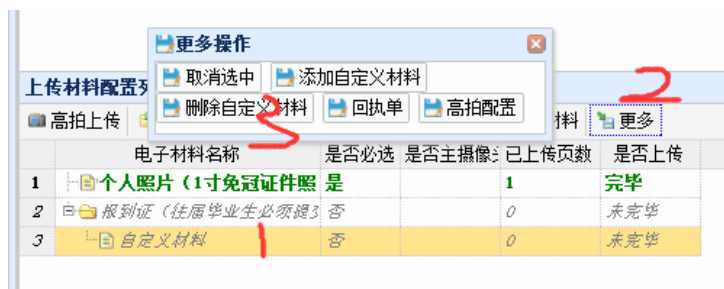 更多操作
取消选中 添加自定义材料
上传材料配置
删除自定义材料 回执单 高拍配置
高拍上传 材料 更多
2
3
电子材料名称 是否必选 是否主摄像 已上传页数 是否上传
1 个人照片（1寸免冠证件照 是 1 完毕
2 报到证（往届毕业生必须提 否 0 未完毕
3 自定义材料 否 0 未完毕
1